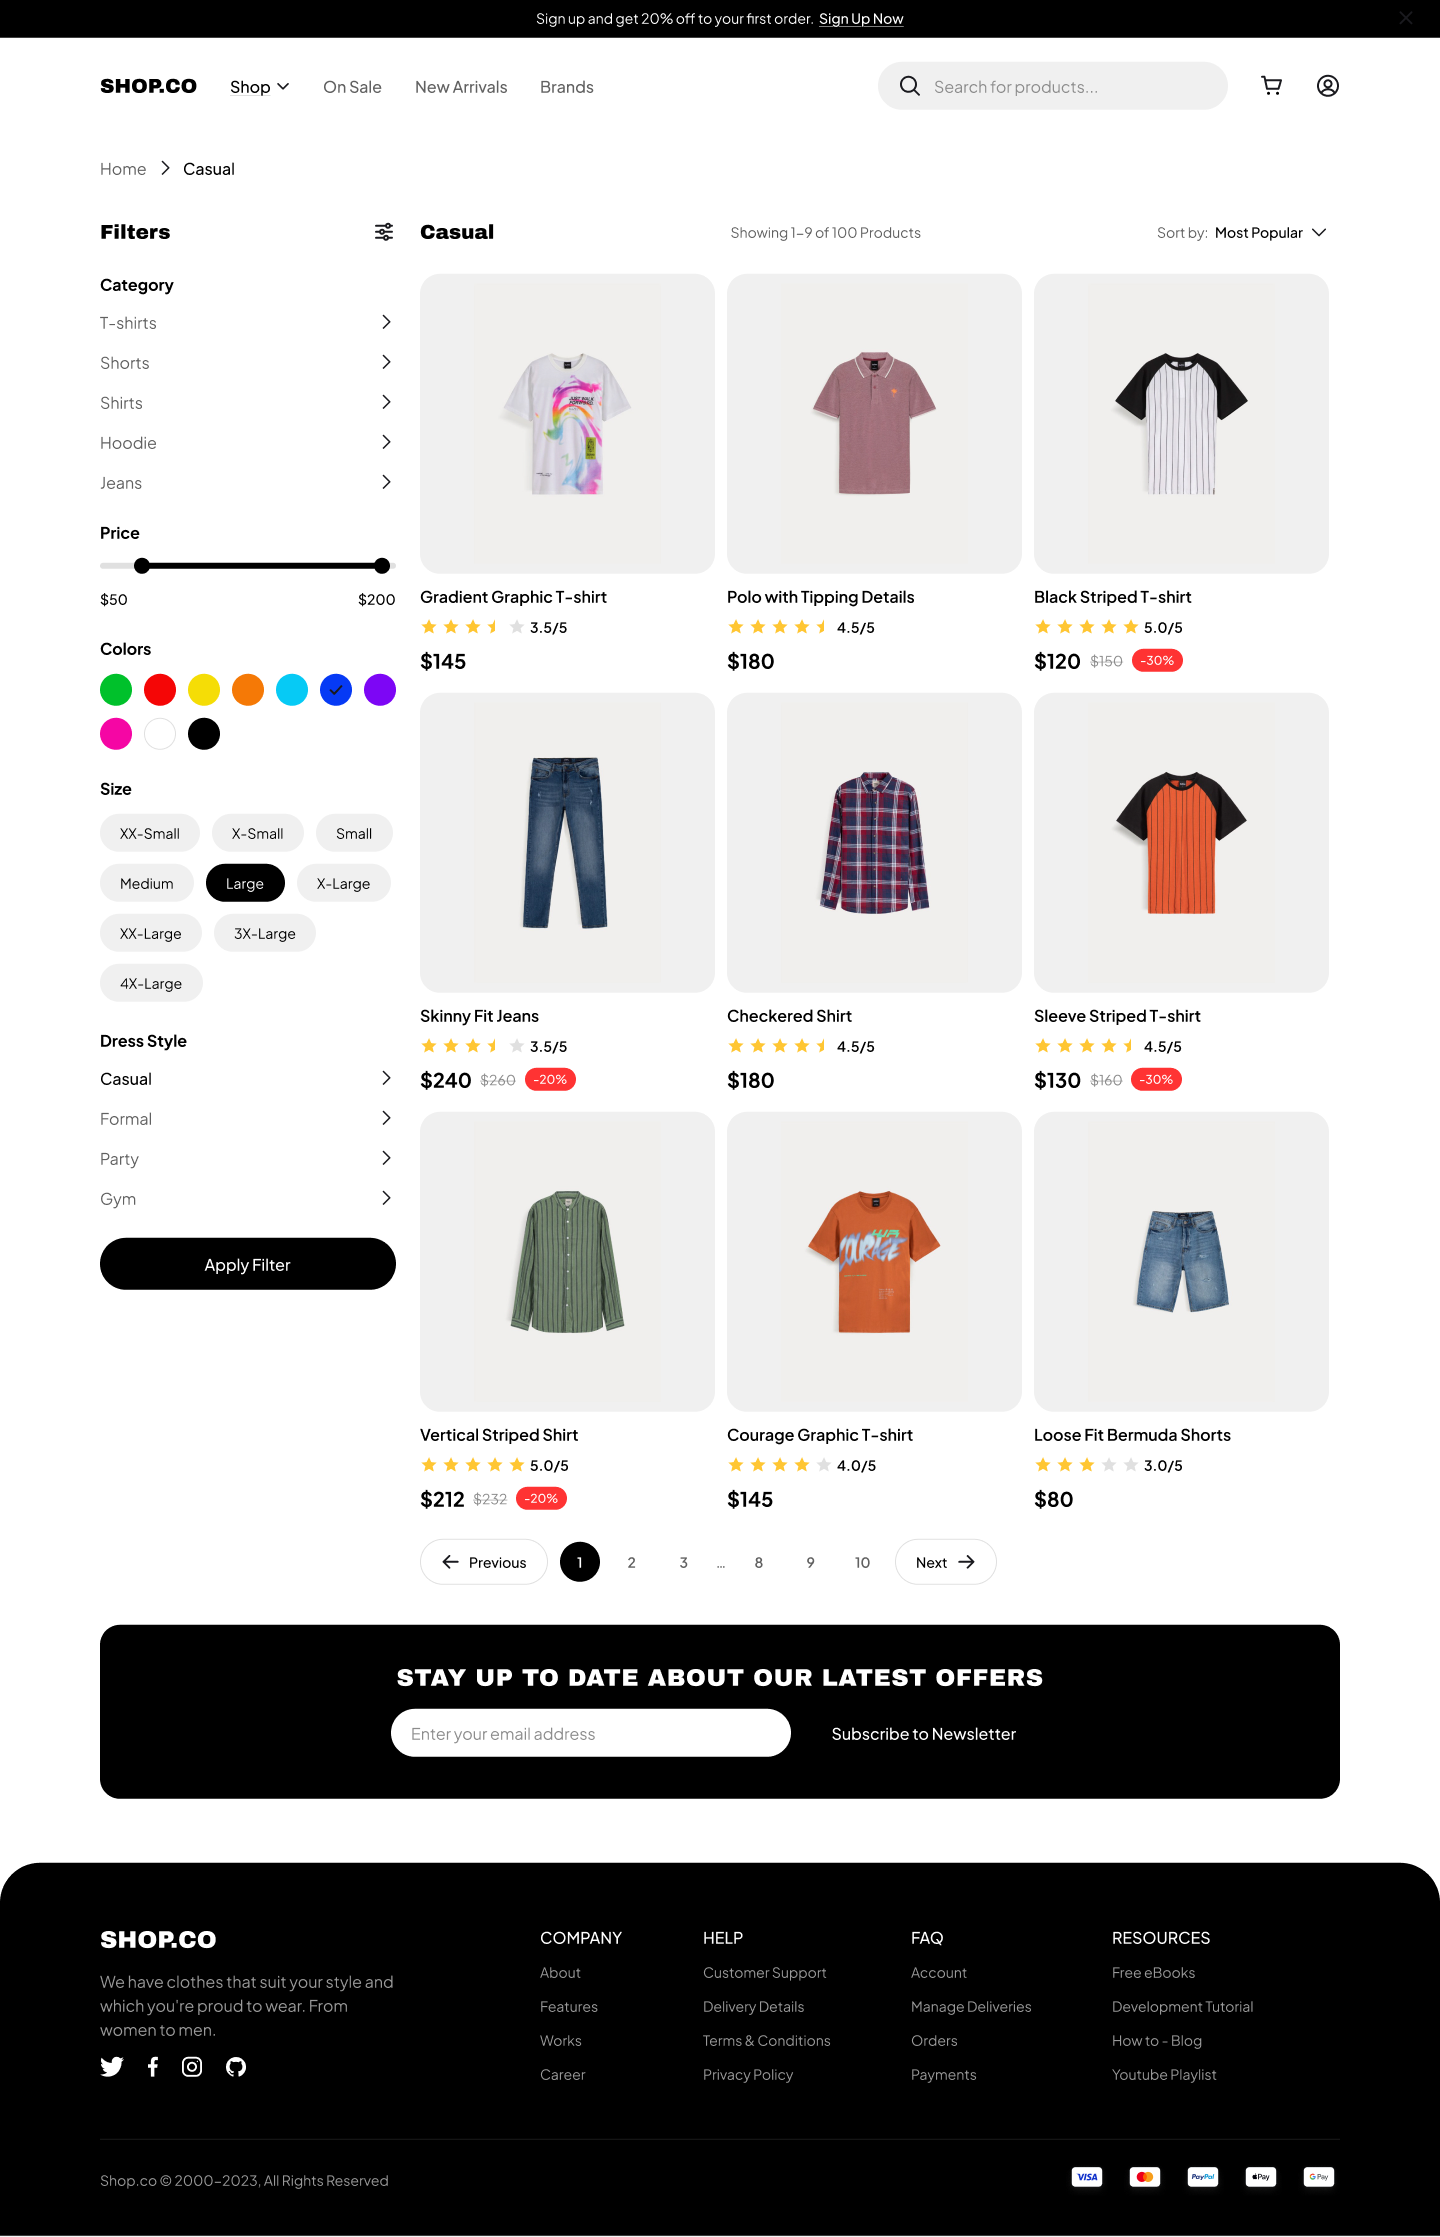 Sign up and get 20% off to your first order. Sign Up Now
SHOP.CO
Shop
On Sale
New Arrivals
Brands
Search for products...
Home
Casual
Filters
Category
T-shirts
Shorts
Shirts
Hoodie
Jeans
Price
$50
$200
Colors
Size
XX-Small
X-Small
Small
Medium
Large
X-Large
XX-Large
3X-Large
4X-Large
Dress Style
Casual
Formal
Party
Gym
Apply Filter
Casual
Showing 1-9 of 100 Products
Sort by: Most Popular
JUST WALK
FORWARD
Gradient Graphic T-shirt
3.5/5
$145
Polo with Tipping Details
4.5/5
$180
Black Striped T-shirt
5.0/5
$120 $150 -30%
Skinny Fit Jeans
3.5/5
$240 $260 -20%
Checkered Shirt
4.5/5
$180
Sleeve Striped T-shirt
4.5/5
$130 $160 -30%
Vertical Striped Shirt
5.0/5
$212 $232 -20%
COURAGE
Courage Graphic T-shirt
4.0/5
$145
Loose Fit Bermuda Shorts
3.0/5
$80
Previous
1
2
3
...
8
9
10
Next
STAY UP TO DATE ABOUT OUR LATEST OFFERS
Enter your email address
Subscribe to Newsletter
SHOP.CO
We have clothes that suit your style and
which you're proud to wear. From
women to men.
COMPANY
About
Features
Works
Career
HELP
Customer Support
Delivery Details
Terms & Conditions
Privacy Policy
FAQ
Account
Manage Deliveries
Orders
Payments
RESOURCES
Free eBooks
Development Tutorial
How to - Blog
Youtube Playlist
Shop.co © 2000-2023, All Rights Reserved
VISA
PayPal
Pay
G Pay